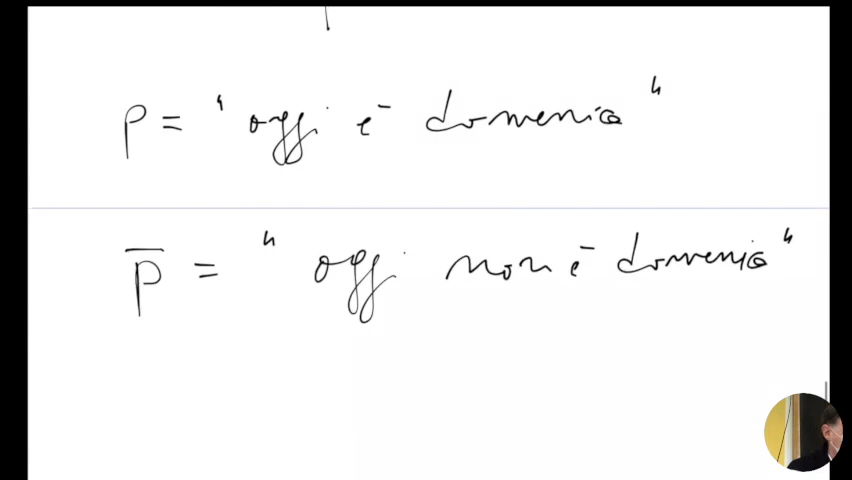 p = "oggi è domenica"
p̅ = "oggi non è domenica"